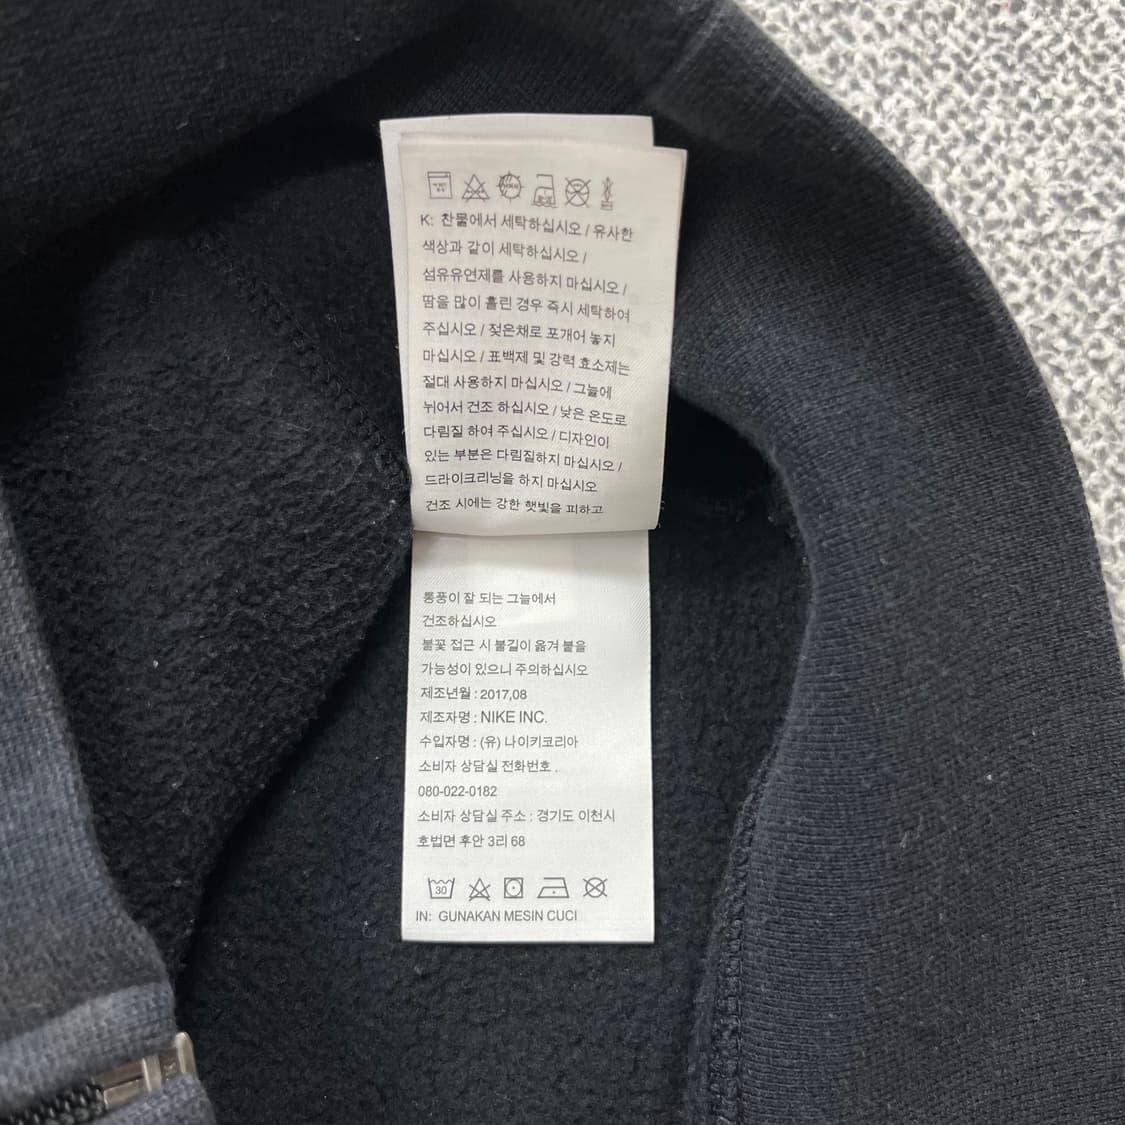 K: 찬물에서 세탁하십시오 / 유사한
색상과 같이 세탁하십시오 /
섬유유연제를 사용하지 마십시오 /
땀을 많이 흘린 경우 즉시 세탁하여
주십시오 / 젖은채로 포개어 놓지
마십시오 / 표백제 및 강력 효소제는
절대 사용하지 마십시오 / 그늘에
뉘어서 건조 하십시오 / 낮은 온도로
다림질 하여 주십시오 / 디자인이
있는 부분은 다림질하지 마십시오 /
드라이크리닝을 하지 마십시오
건조 시에는 강한 햇빛을 피하고
통풍이 잘 되는 그늘에서
건조하십시오
불꽃 접근 시 불길이 옮겨 붙을
가능성이 있으니 주의하십시오
제조년월 : 2017,08
제조자명 : NIKE INC.
수입자명 : (유) 나이키코리아
소비자 상담실 전화번호 .
080-022-0182
소비자 상담실 주소 : 경기도 이천시
호법면 후안 3리 68
30
IN: GUNAKAN MESIN CUCI